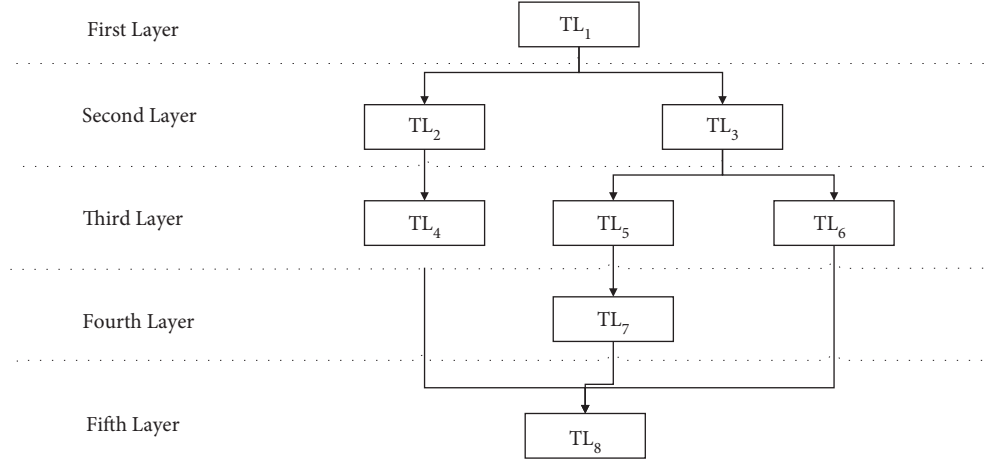 First Layer
TL₁
Second Layer
TL₂
TL₃
Third Layer
TL₄
TL₅
TL₆
Fourth Layer
TL₇
Fifth Layer
TL₈